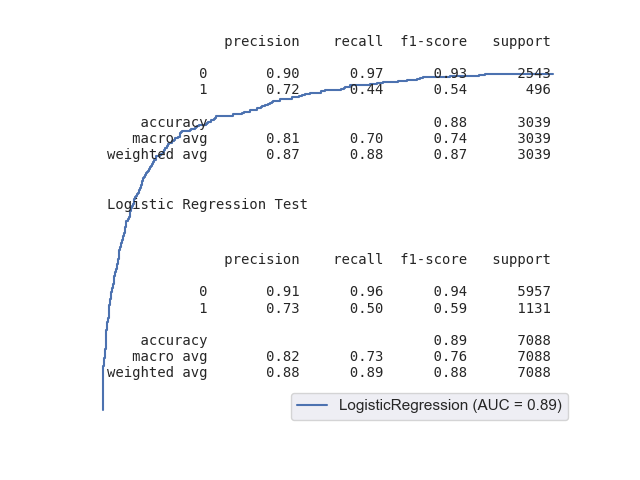 precision recall f1-score support
0 0.90 0.97 0.93 2543
1 0.72 0.44 0.54 496
accuracy 0.88 3039
macro avg 0.81 0.70 0.74 3039
weighted avg 0.87 0.88 0.87 3039
Logistic Regression Test
precision recall f1-score support
0 0.91 0.96 0.94 5957
1 0.73 0.50 0.59 1131
accuracy 0.89 7088
macro avg 0.82 0.73 0.76 7088
weighted avg 0.88 0.89 0.88 7088
LogisticRegression (AUC = 0.89)